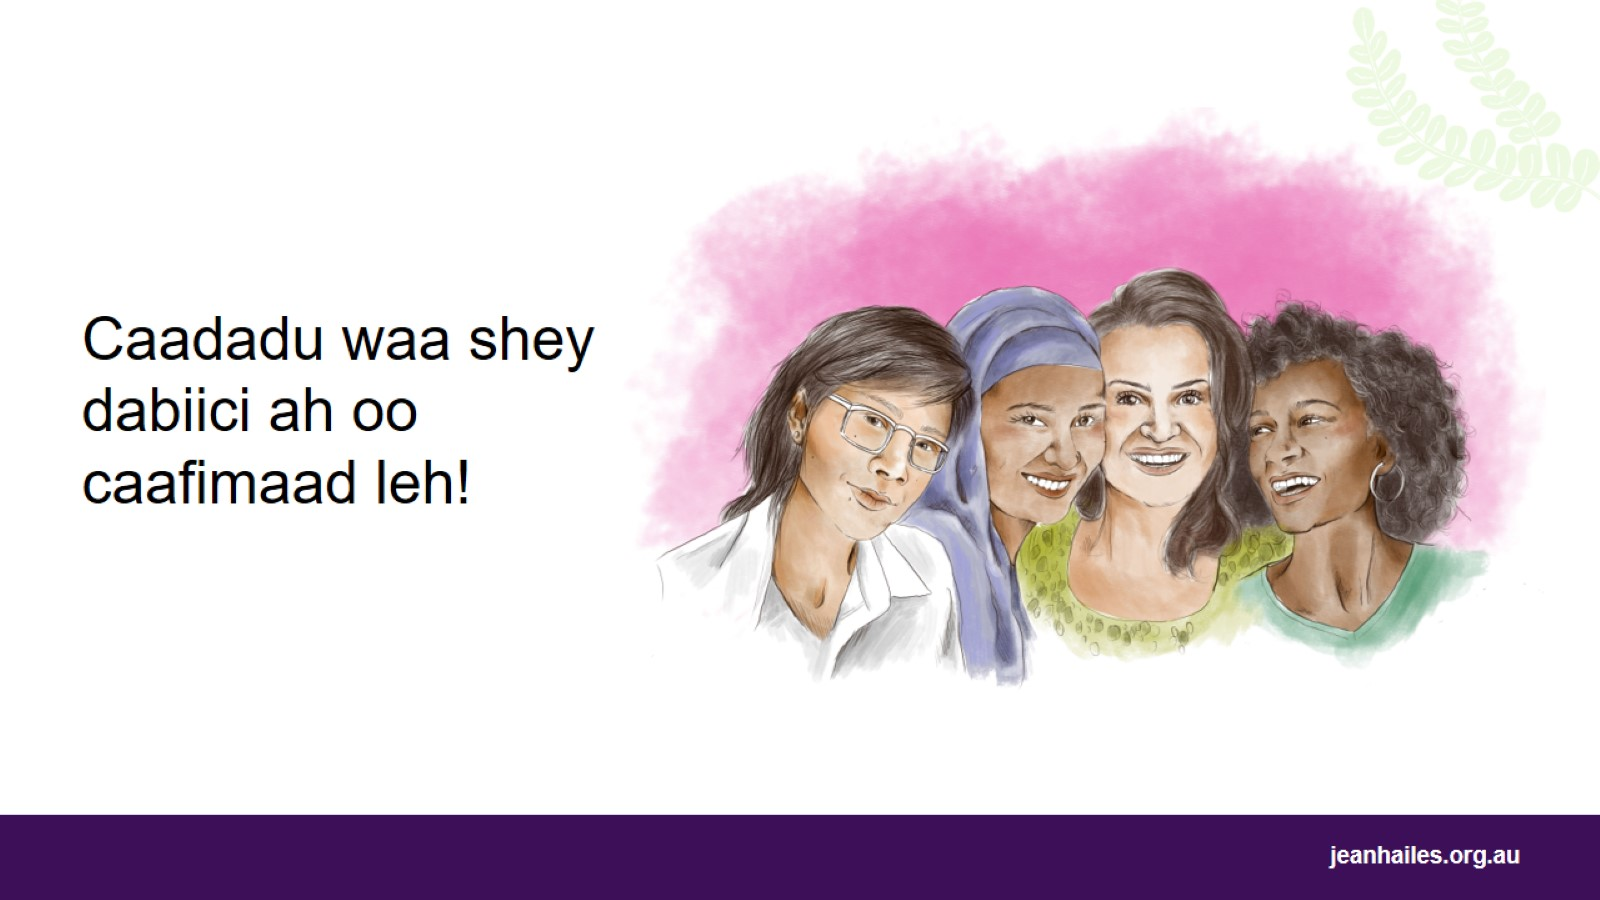 Caadadu waa shey
dabiici ah oo
caafimaad leh!
jeanhailes.org.au